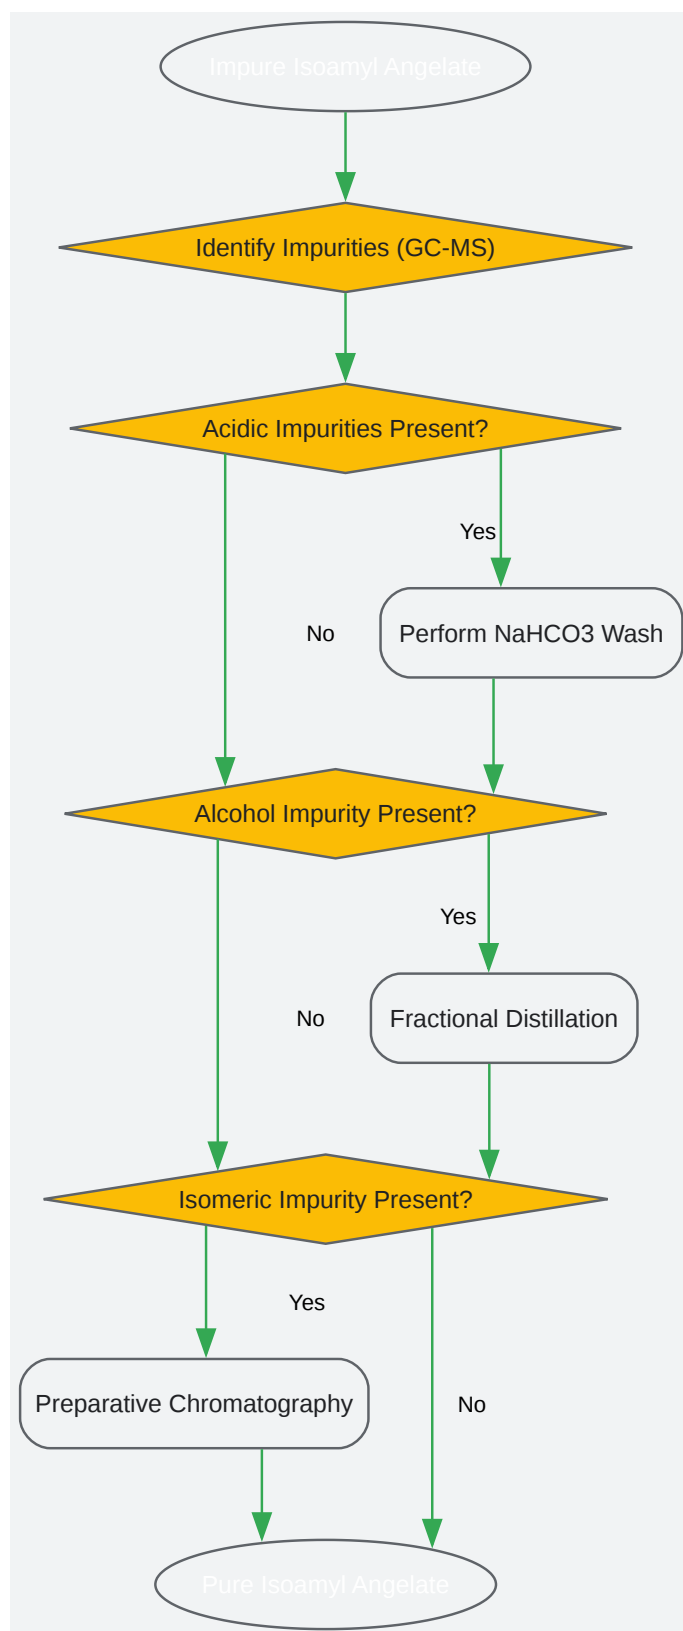 Impure Isoamyl Angelate
Identify Impurities (GC-MS)
Acidic Impurities Present?
Yes
No
Perform NaHCO3 Wash
Alcohol Impurity Present?
Yes
No
Fractional Distillation
Isomeric Impurity Present?
Yes
Preparative Chromatography
No
Pure Isoamyl Angelate